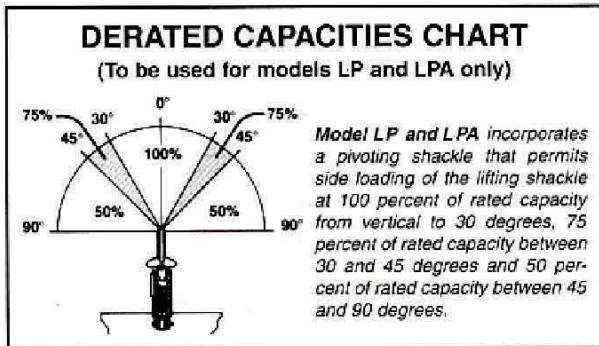 DERATED CAPACITIES CHART
(To be used for models LP and LPA only)
0°
75% 30° 30° 75%
45° 45°
100%
50% 50%
90° 90°
Model LP and LPA incorporates
a pivoting shackle that permits
side loading of the lifting shackle
at 100 percent of rated capacity
from vertical to 30 degrees, 75
percent of rated capacity between
30 and 45 degrees and 50 per-
cent of rated capacity between 45
and 90 degrees.